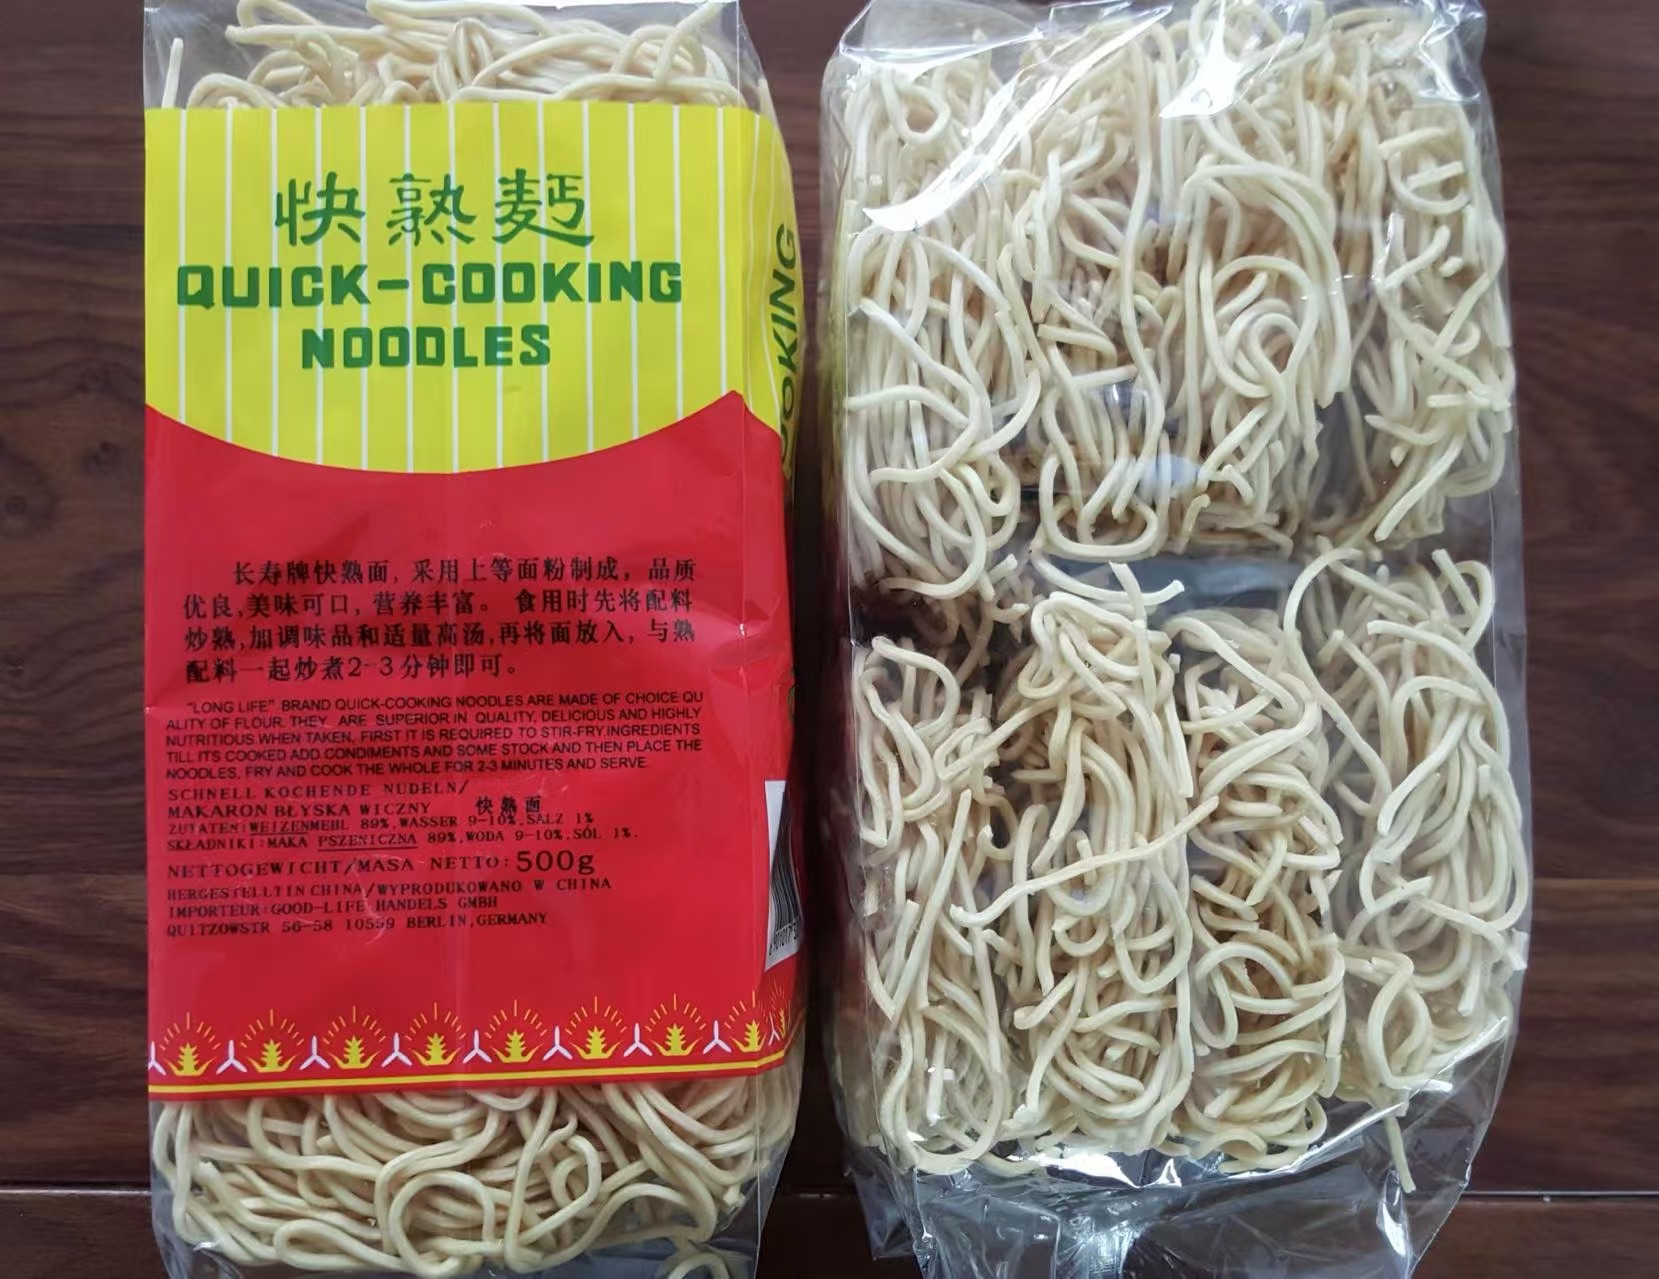 快熟麵
QUICK-COOKING
NOODLES
OOKING
长寿牌快熟面，采用上等面粉制成，品质
优良，美味可口，营养丰富。食用时先将配料
炒熟，加调味品和适量高汤，再将面放入，与熟
配料一起炒煮2-3分钟即可。
"LONG LIFE" BRAND QUICK-COOKING NOODLES ARE MADE OF CHOICE QU
ALITY OF FLOUR. THEY ARE SUPERIOR IN QUALITY, DELICIOUS AND HIGHLY
NUTRITIOUS.WHEN TAKEN, FIRST IT IS REQUIRED TO STIR-FRY.INGREDIENTS
TILL ITS COOKED ADD CONDIMENTS AND SOME STOCK AND THEN PLACE THE
NOODLES. FRY AND COOK THE WHOLE FOR 2-3 MINUTES AND SERVE.
SCHNELL KOCHENDE NUDELN/
MAKARON BŁYSKA WICZNY 快熟面
ZUTATEN:WEIZENMEHL 89%,WASSER 9-10%,SALZ 1%
SKŁADNIKI:MAKA PSZENICZNA 89%,WODA 9-10%,SÓL 1%.
NETTOGEWICHT/MASA NETTO:500g
HERGESTELLTIN CHINA/WYPRODUKOWANO W CHINA
IMPORTEUR:GOOD-LIFE HANDELS GMBH
QUITZOWSTR 56-58 10559 BERLIN,GERMANY